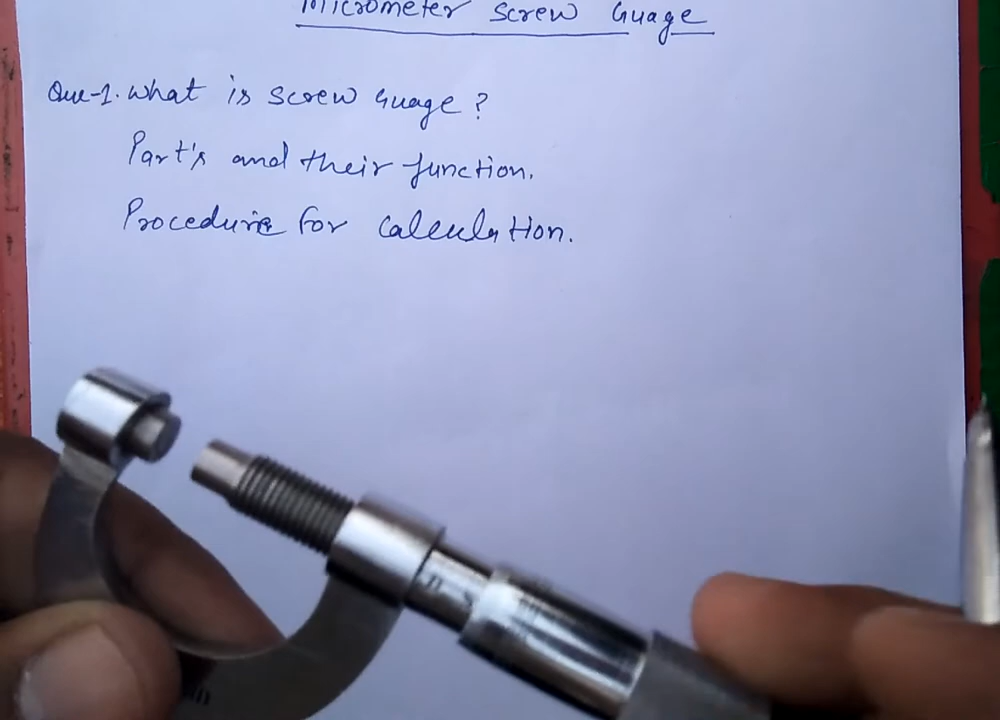 Micrometer Screw Guage
Que-1. What is screw Guage?
Part's and their function.
Procedure for calculation.